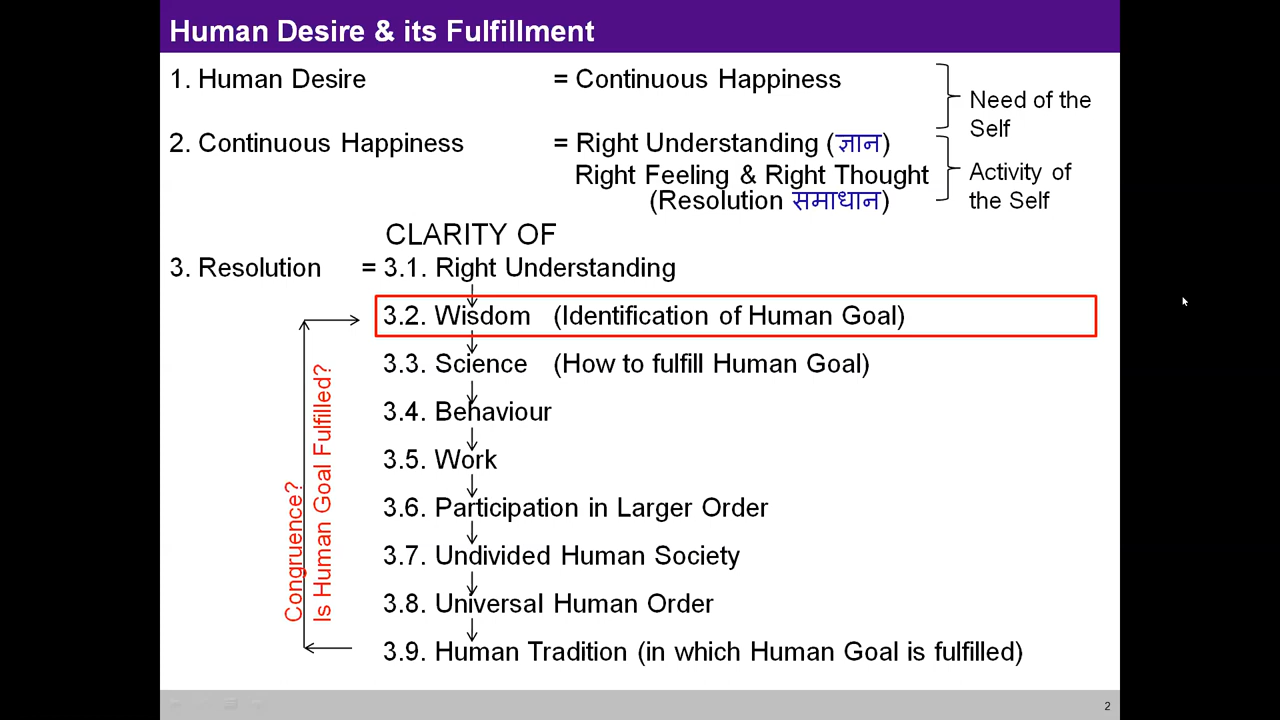 Human Desire & its Fulfillment
1. Human Desire = Continuous Happiness
Need of the
Self
2. Continuous Happiness = Right Understanding (ज्ञान)
Right Feeling & Right Thought
(Resolution समाधान)
Activity of
the Self
CLARITY OF
3. Resolution = 3.1. Right Understanding
3.2. Wisdom (Identification of Human Goal)
3.3. Science (How to fulfill Human Goal)
3.4. Behaviour
3.5. Work
3.6. Participation in Larger Order
3.7. Undivided Human Society
3.8. Universal Human Order
3.9. Human Tradition (in which Human Goal is fulfilled)
Congruence?
Is Human Goal Fulfilled?
2